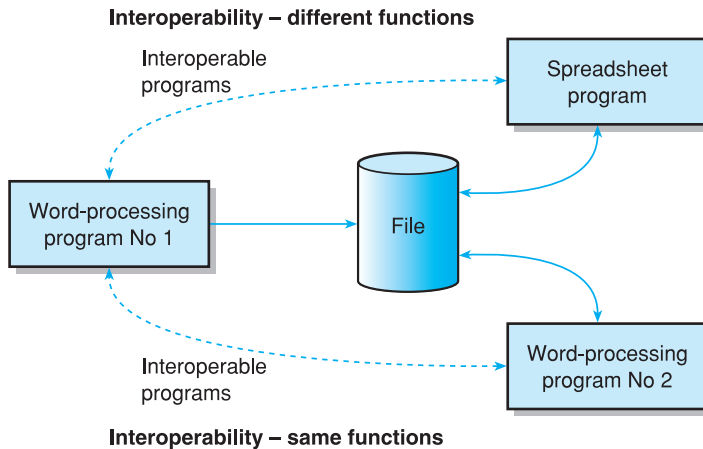 Interoperability – different functions
Interoperable
programs
Spreadsheet
program
Word-processing
program No 1
File
Interoperable
programs
Word-processing
program No 2
Interoperability – same functions